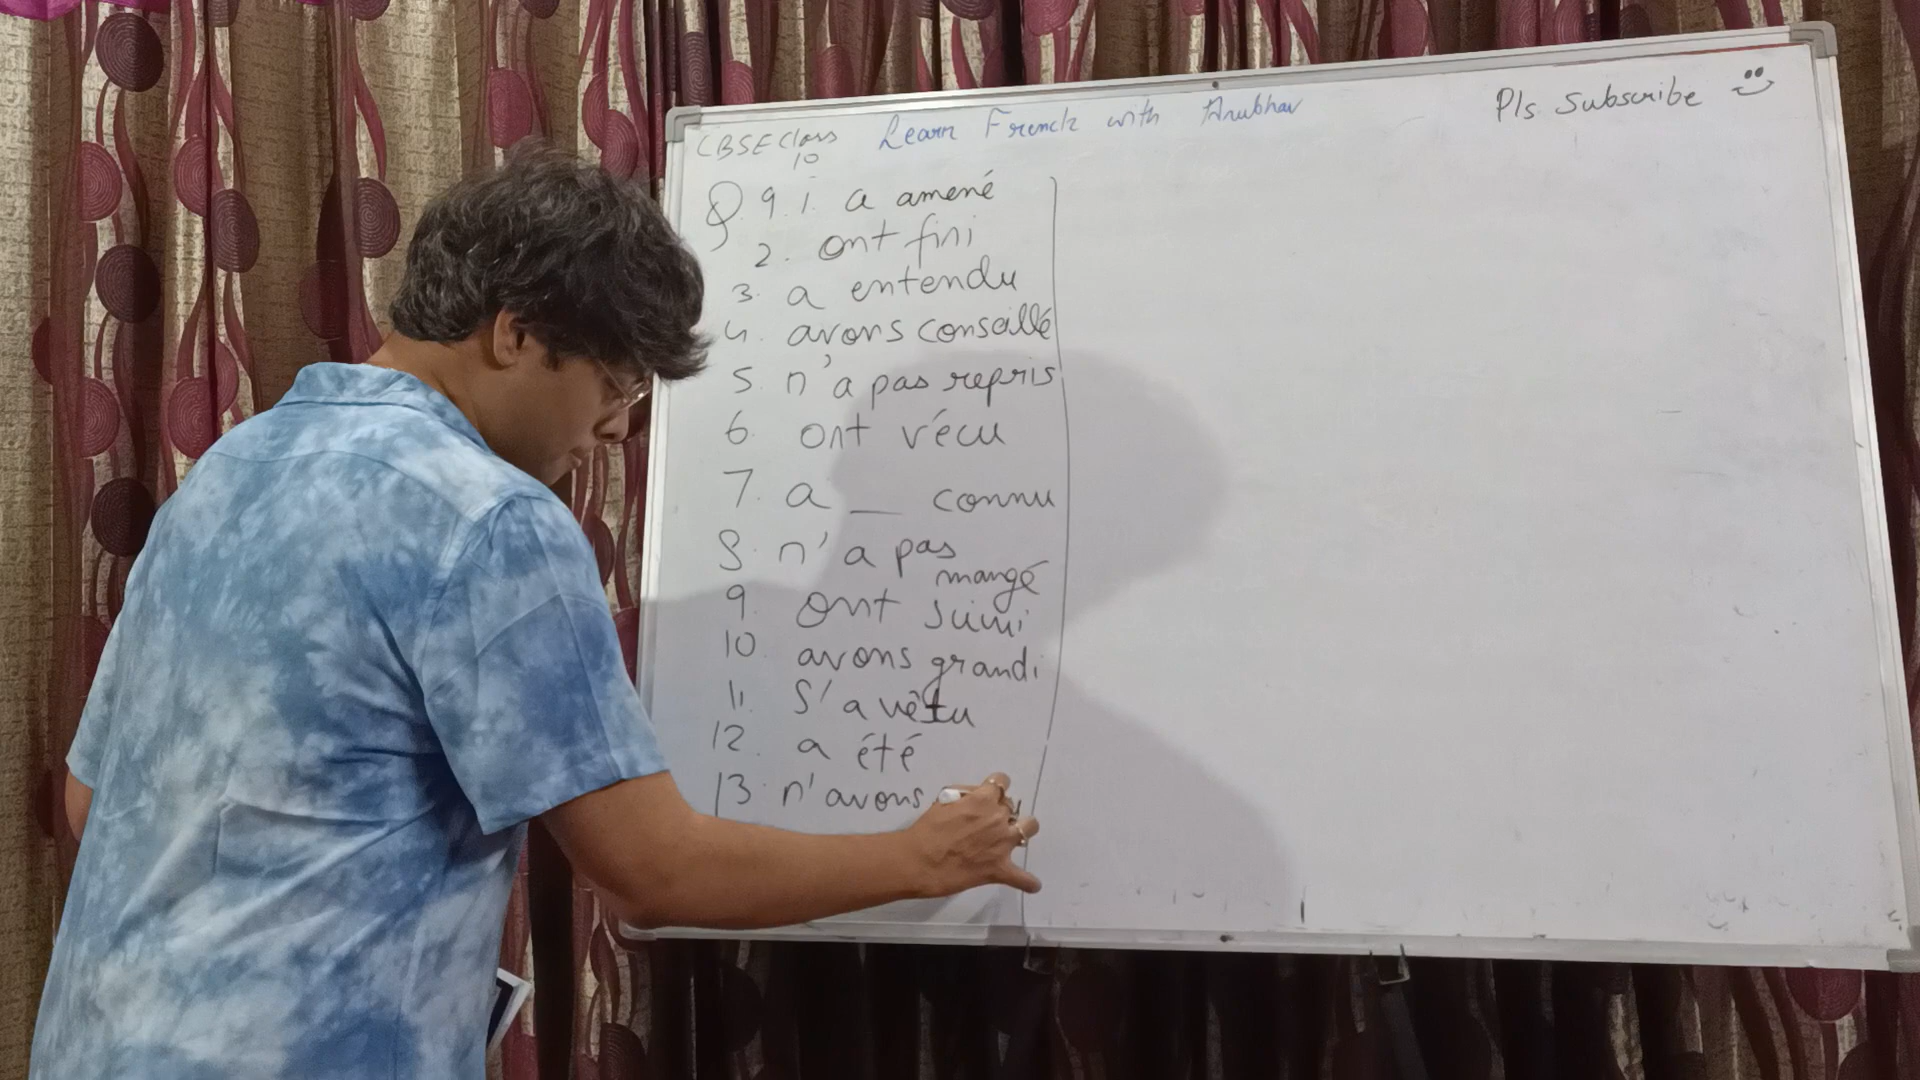 CBSE Class 10
Learn French with Anubhav
Pls Subscribe
Q. 9. 1. a amené
2. ont fini
3. a entendu
4. avons conseillé
5. n'a pas repris
6. ont vécu
7. a __ connu
8. n'a pas mangé
9. ont suivi
10. avons grandi
11. s'a vêtu
12. a été
13. n'avons